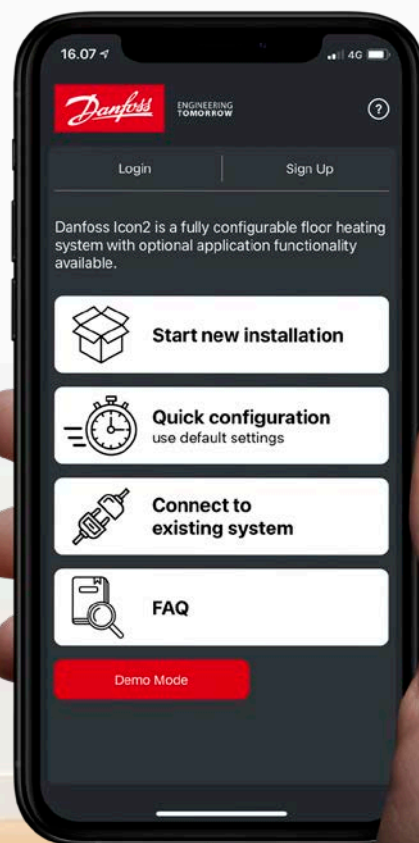 16.07
4G
Danfoss
ENGINEERING
TOMORROW
?
Login
Sign Up
Danfoss Icon2 is a fully configurable floor heating
system with optional application functionality
available.
Start new installation
Quick configuration
use default settings
Connect to
existing system
FAQ
Demo Mode